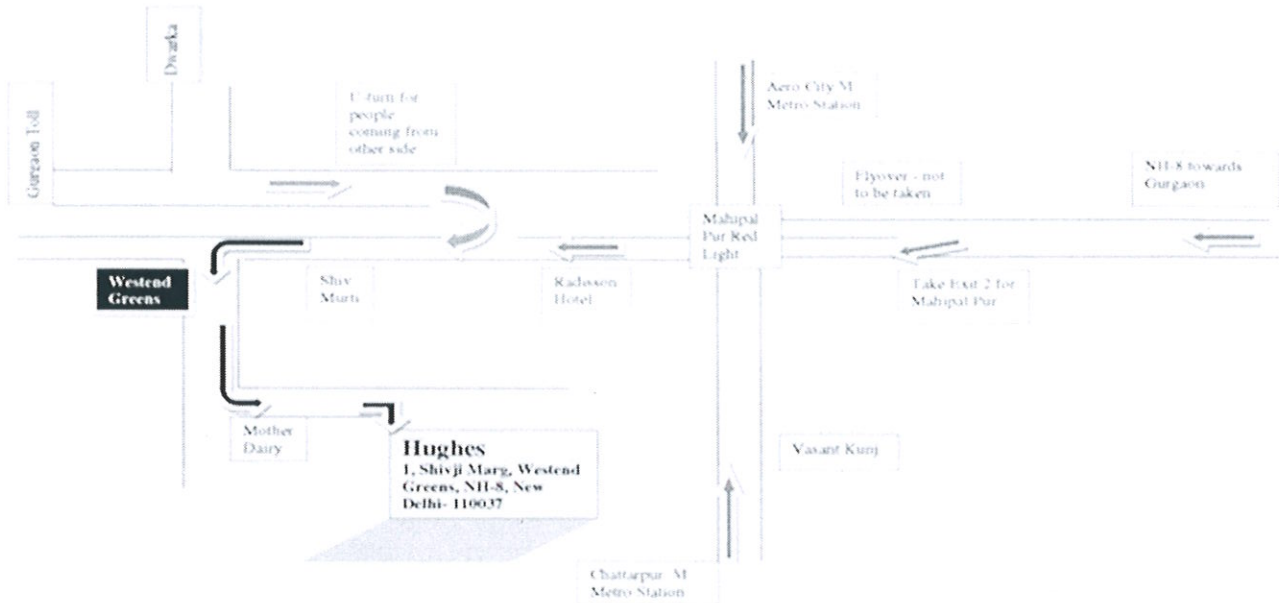 Dwarka
Gurgaon Toll
U-turn for
people
coming from
other side
Aero City M
Metro Station
Flyover - not
to be taken
NH-8 towards
Gurgaon
Mahipal
Pur Red
Light
Westend
Greens
Shiv
Murti
Radisson
Hotel
Take Exit 2 for
Mahipal Pur
Mother
Dairy
Hughes
1, Shivji Marg, Westend
Greens, NH-8, New
Delhi- 110037
Vasant Kunj
Chattarpur M
Metro Station